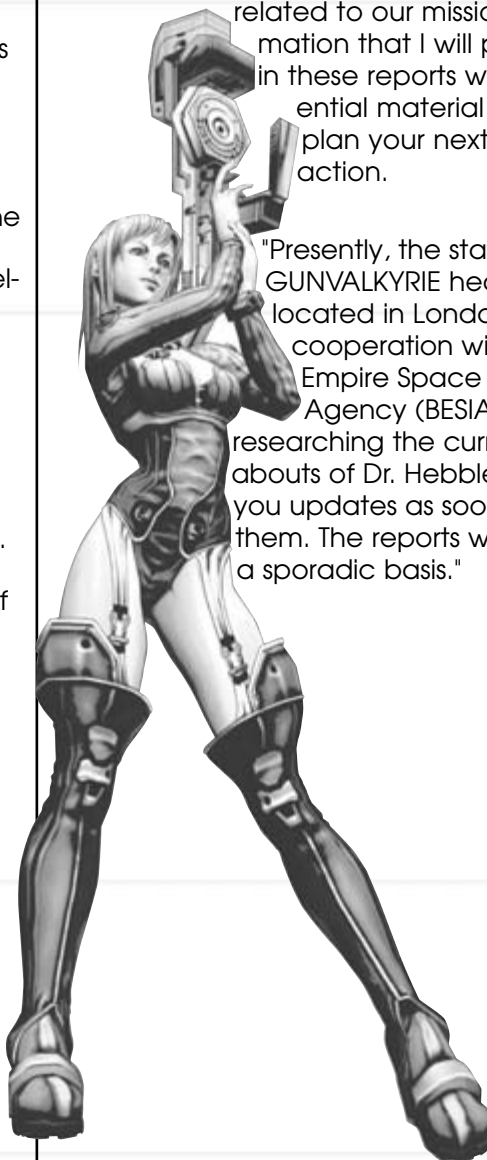 s
el-
.
f
related to our missio
mation that I will p
in these reports w
ential material
plan your next
action.
"Presently, the sta
GUNVALKYRIE hea
located in Londo
cooperation wi
Empire Space
Agency (BESIA
researching the curr
abouts of Dr. Hebble
you updates as soo
them. The reports w
a sporadic basis."